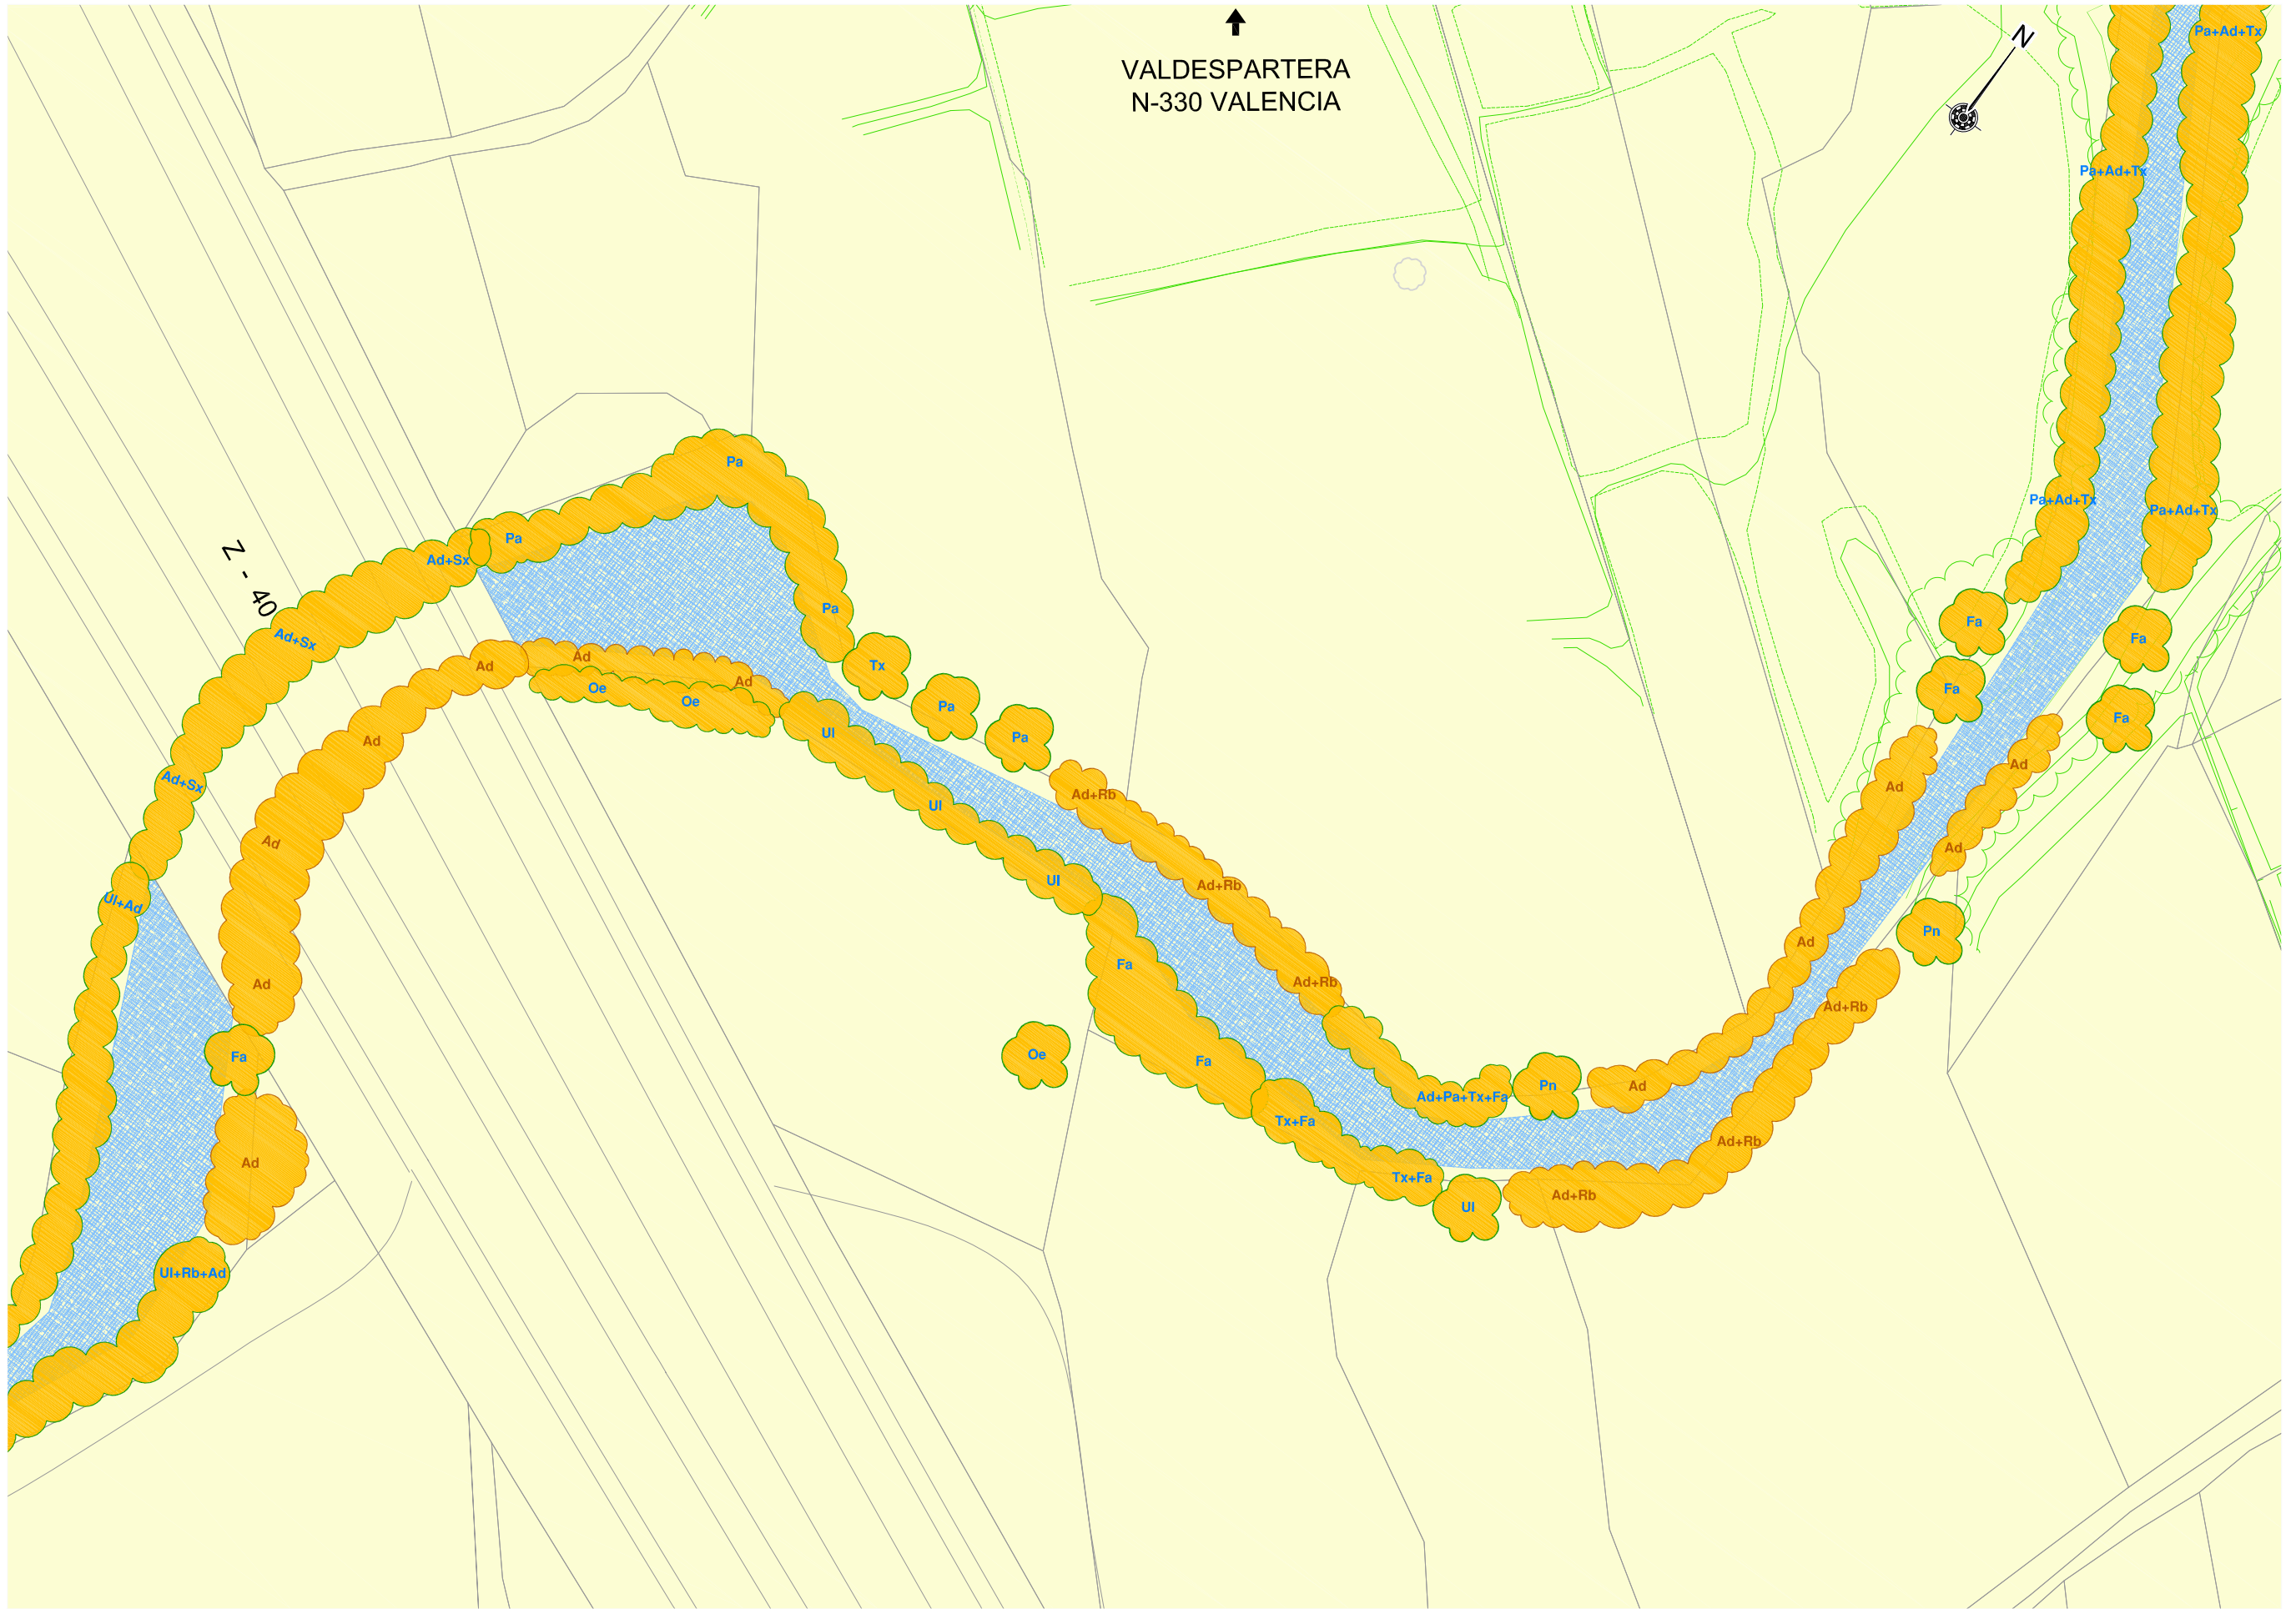 VALDESPARTERA
N-330 VALENCIA
N
Pa+Ad+Tx
Pa+Ad+Tx
Pa+Ad+Tx
Pa+Ad+Tx
Pa
Pa
Ad+Sx
Z - 40
Ad+Sx
Pa
Fa
Fa
Ad
Ad
Tx
Ad
Oe
Oe
Fa
Pa
Fa
Ul
Pa
Ad
Ad
Ad+Sx
Ad
Ad+Rb
Ul
Ad
Ad
Ul
Ad+Rb
Ul+Ad
Pn
Ad
Fa
Ad
Ad+Rb
Ad+Rb
Fa
Oe
Fa
Pn
Ad
Ad+Pa+Tx+Fa
Tx+Fa
Ad+Rb
Ad
Tx+Fa
Ad+Rb
Ul
Ul+Rb+Ad